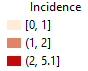 Incidence
[0, 1]
(1, 2]
(2, 5.1]